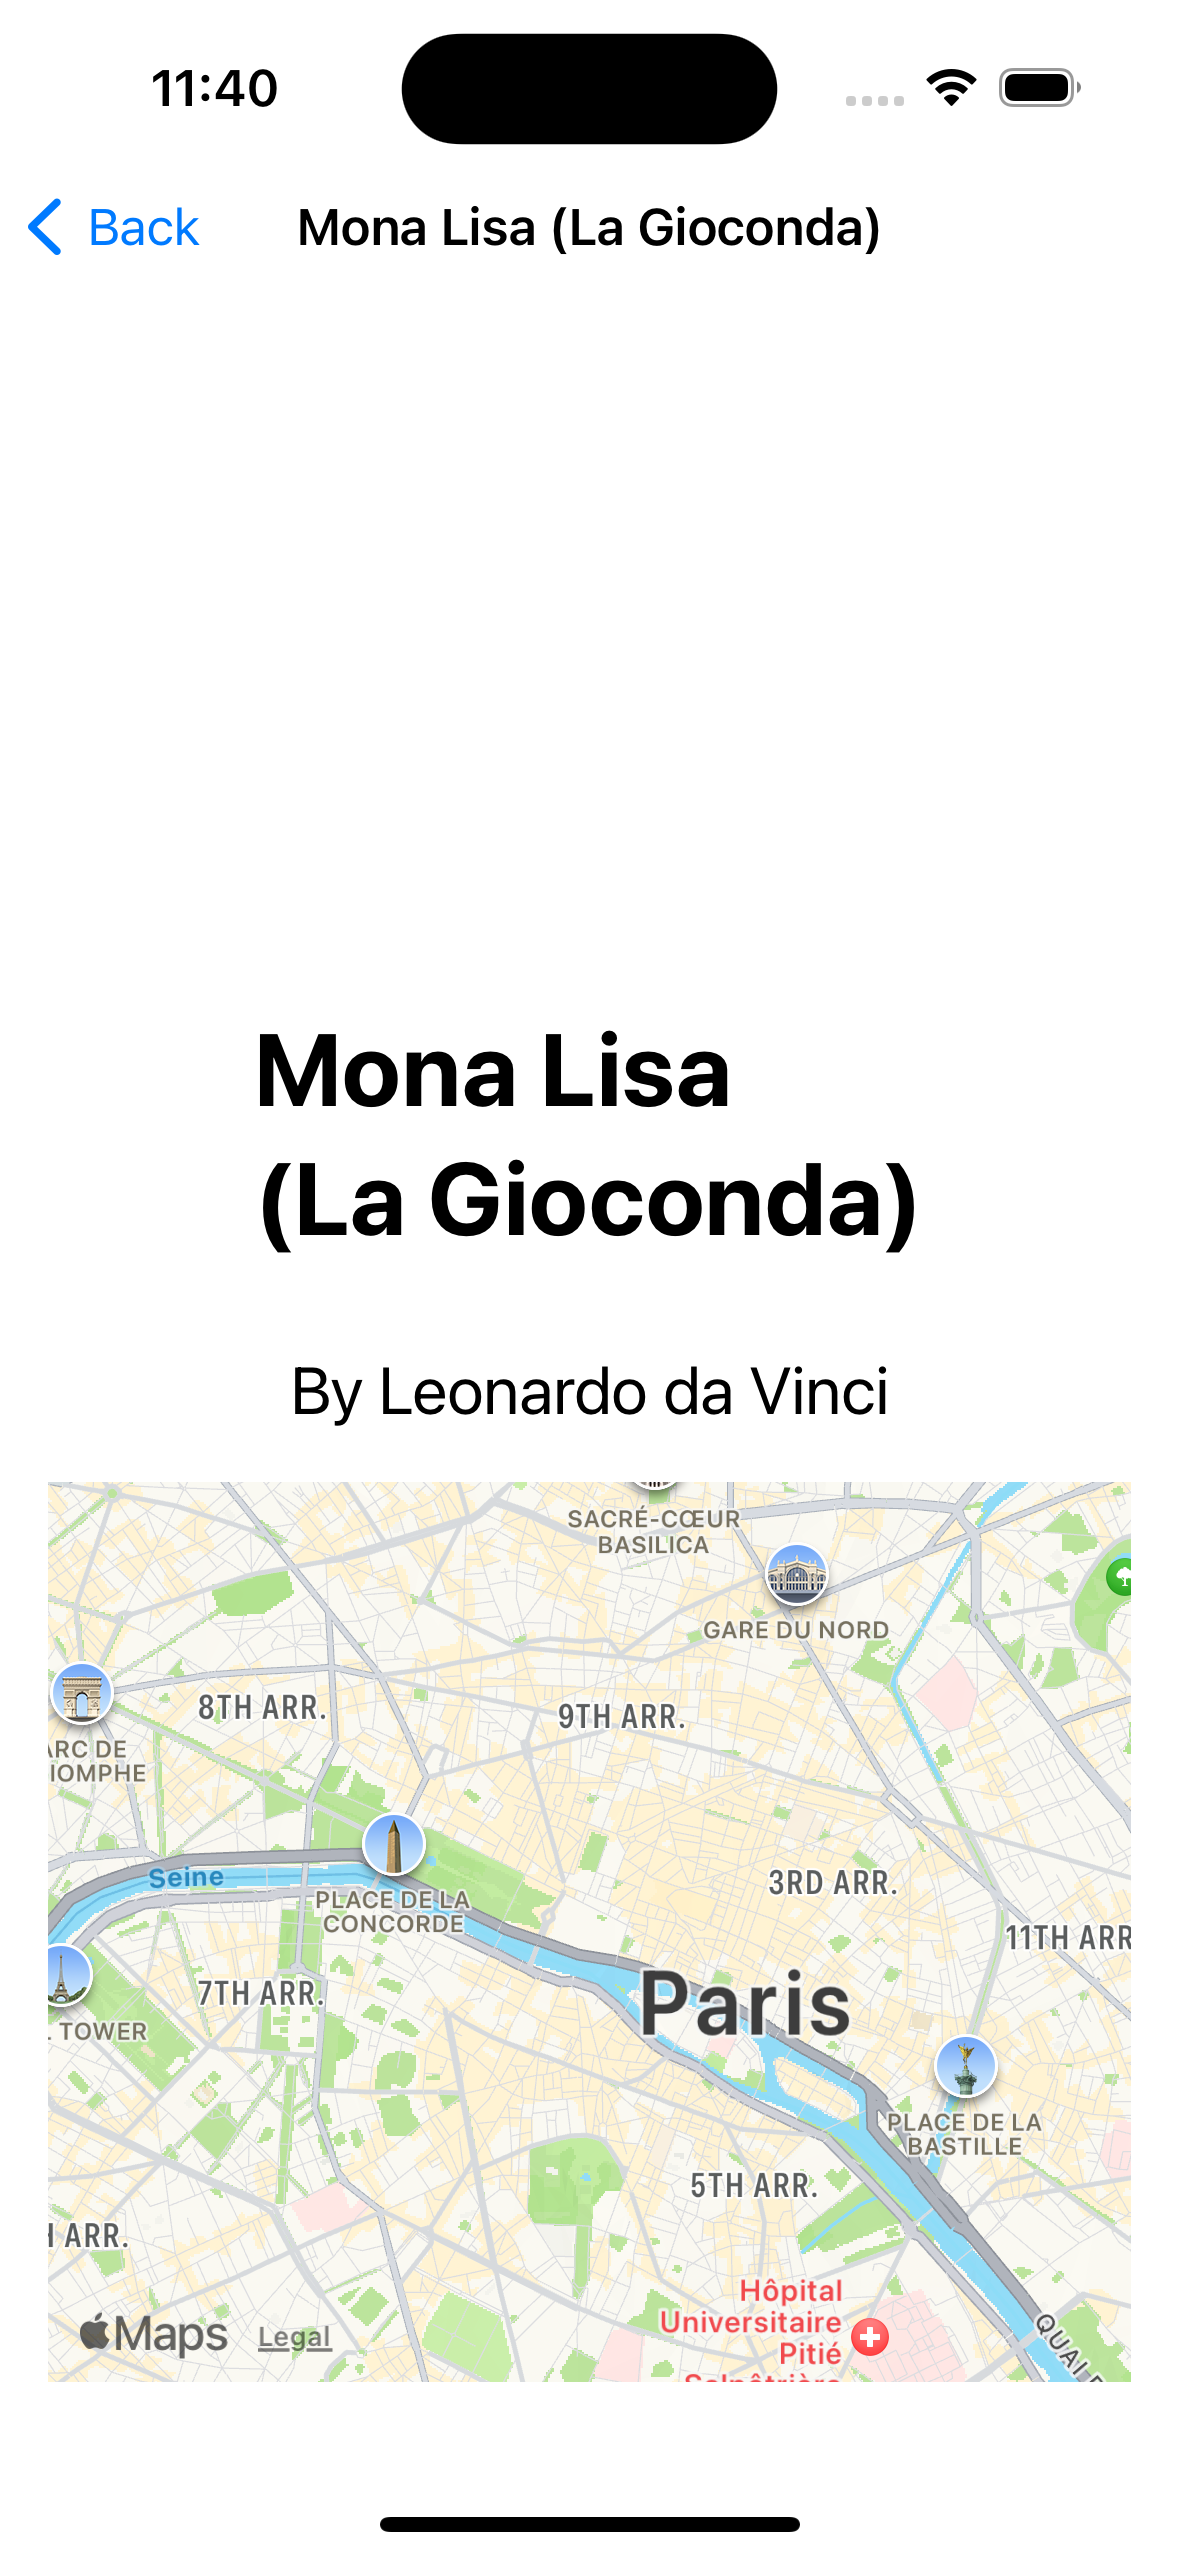 11:40
Back
Mona Lisa (La Gioconda)
Mona Lisa
(La Gioconda)
By Leonardo da Vinci
SACRÉ-CŒUR
BASILICA
GARE DU NORD
8TH ARR.
9TH ARR.
ARC DE
IOMPHE
Seine
PLACE DE LA
CONCORDE
3RD ARR.
11TH ARR
7TH ARR.
Paris
TOWER
PLACE DE LA
BASTILLE
5TH ARR.
ARR.
Hôpital
Universitaire
Pitié
Maps
Legal
QUAI